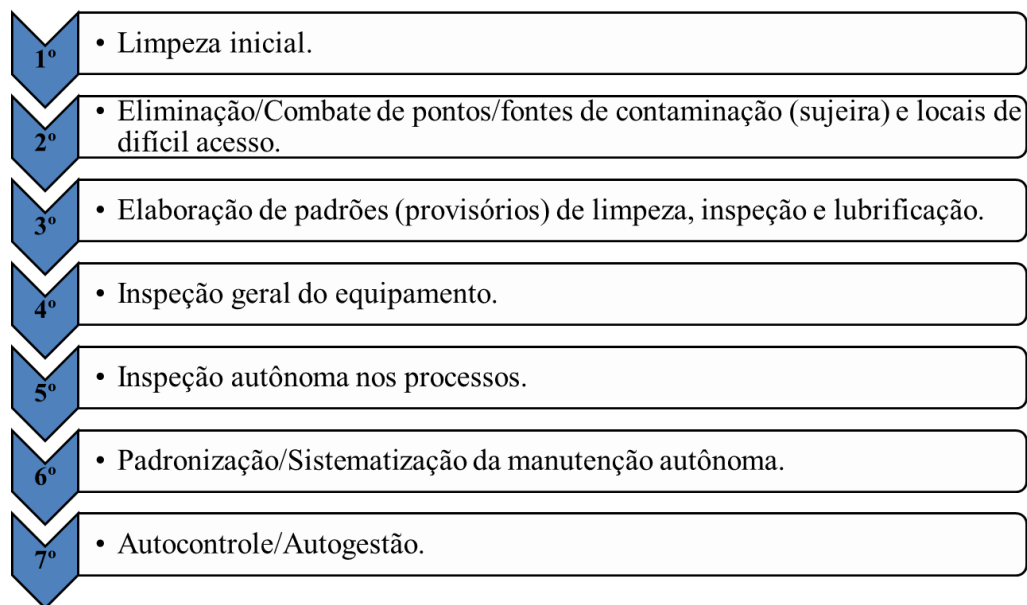 1º
• Limpeza inicial.
2º
• Eliminação/Combate de pontos/fontes de contaminação (sujeira) e locais de
difícil acesso.
3º
• Elaboração de padrões (provisórios) de limpeza, inspeção e lubrificação.
4º
• Inspeção geral do equipamento.
5º
• Inspeção autônoma nos processos.
6º
• Padronização/Sistematização da manutenção autônoma.
7º
• Autocontrole/Autogestão.